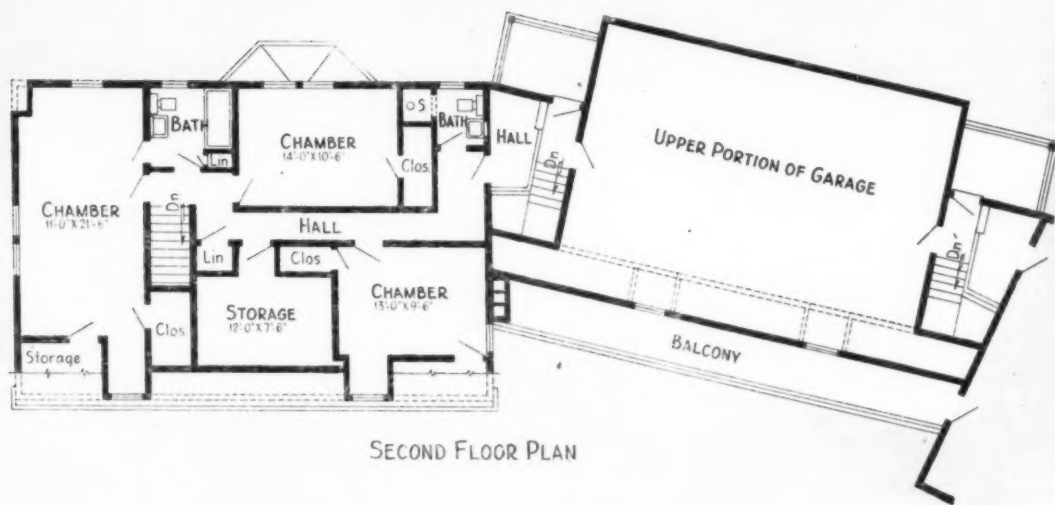 BATH
S
BATH
CHAMBER
14'-0"X10'-6"
Clos.
HALL
Dn
UPPER PORTION OF GARAGE
Lin
CHAMBER
11'-0"X21'-6"
Dn
HALL
Dn
Lin
Clos
CHAMBER
13'-0"X9'-6"
STORAGE
12'-0"X7'-6"
Clos.
Storage
BALCONY
SECOND FLOOR PLAN